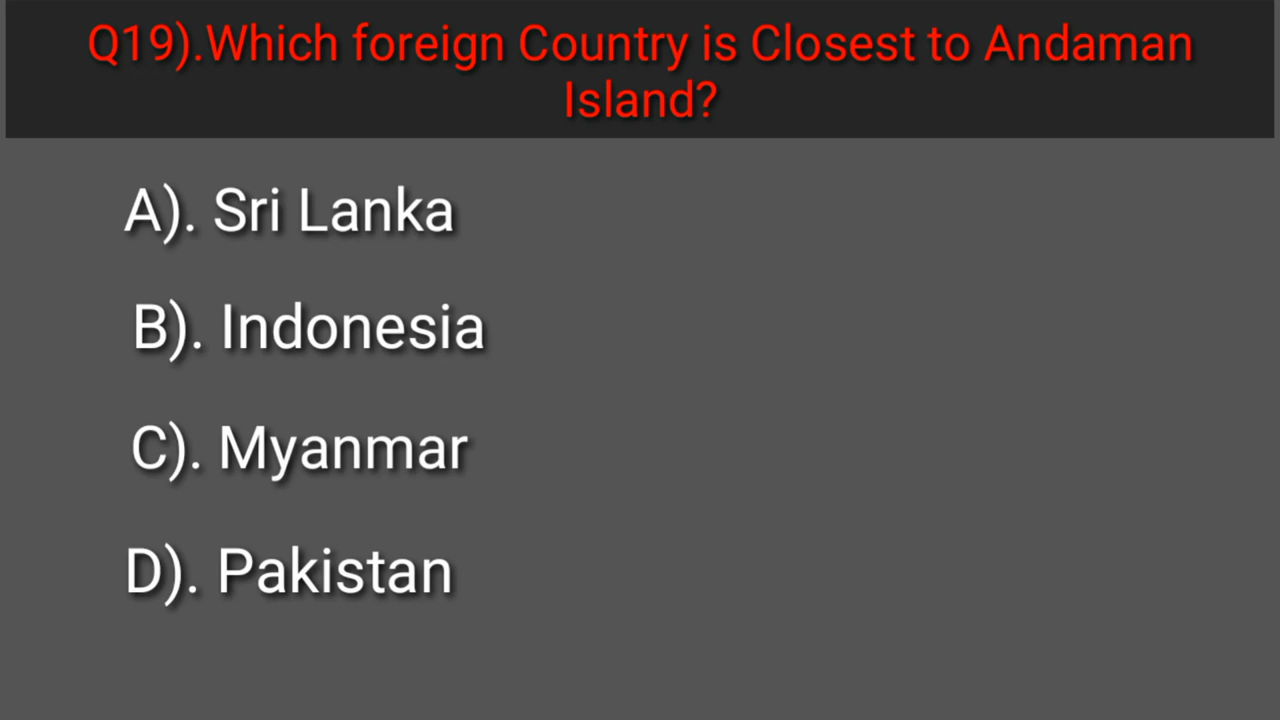 Q19).Which foreign Country is Closest to Andaman
Island?
A). Sri Lanka
B). Indonesia
C). Myanmar
D). Pakistan